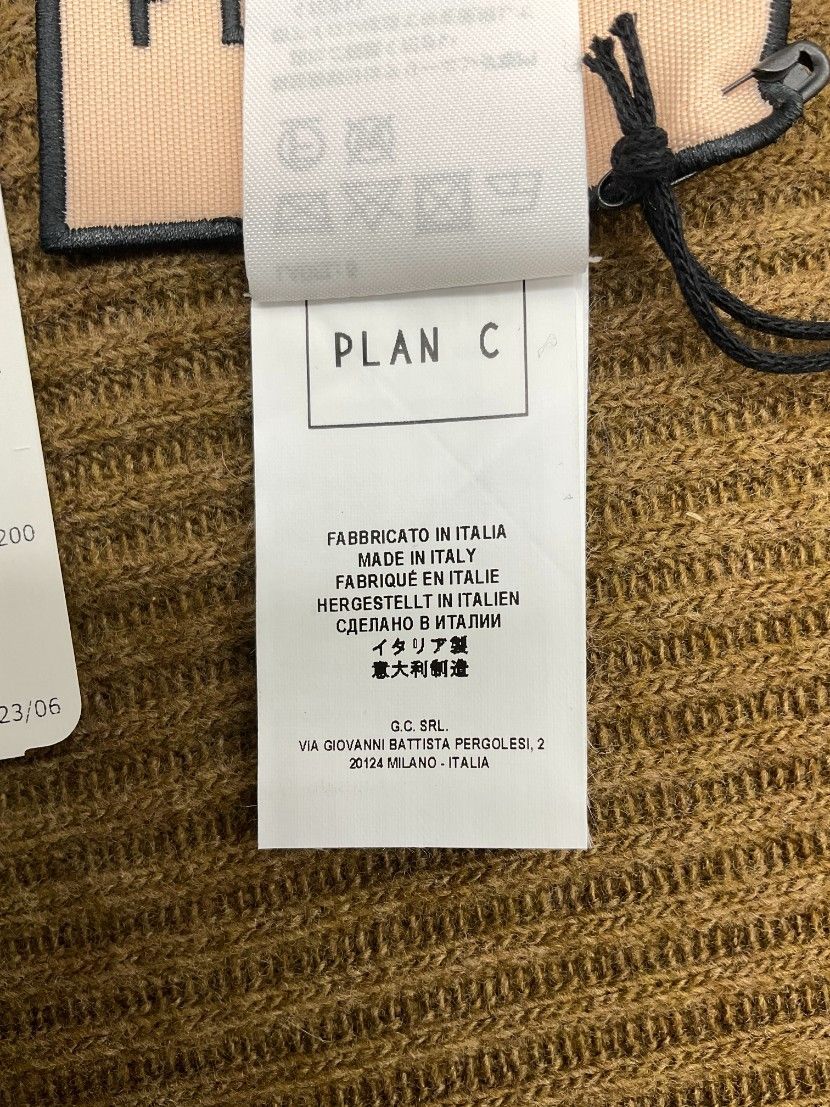 200
23/06
PLAN C
FABBRICATO IN ITALIA
MADE IN ITALY
FABRIQUÉ EN ITALIE
HERGESTELLT IN ITALIEN
СДЕЛАНО В ИТАЛИИ
イタリア製
意大利制造
G.C. SRL.
VIA GIOVANNI BATTISTA PERGOLESI, 2
20124 MILANO - ITALIA